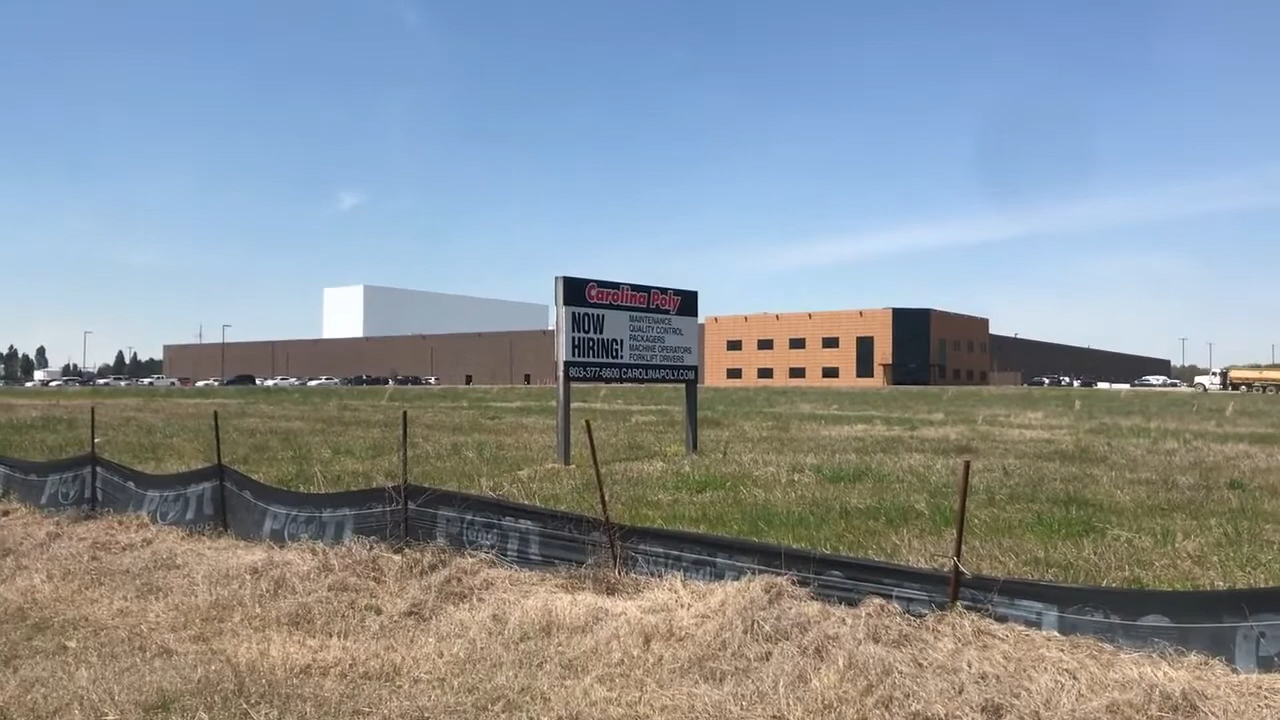 Carolina Poly
NOW
HIRING!
MAINTENANCE
QUALITY CONTROL
PACKAGERS
MACHINE OPERATORS
FORKLIFT DRIVERS
803-377-6600 CAROLINAPOLY.COM